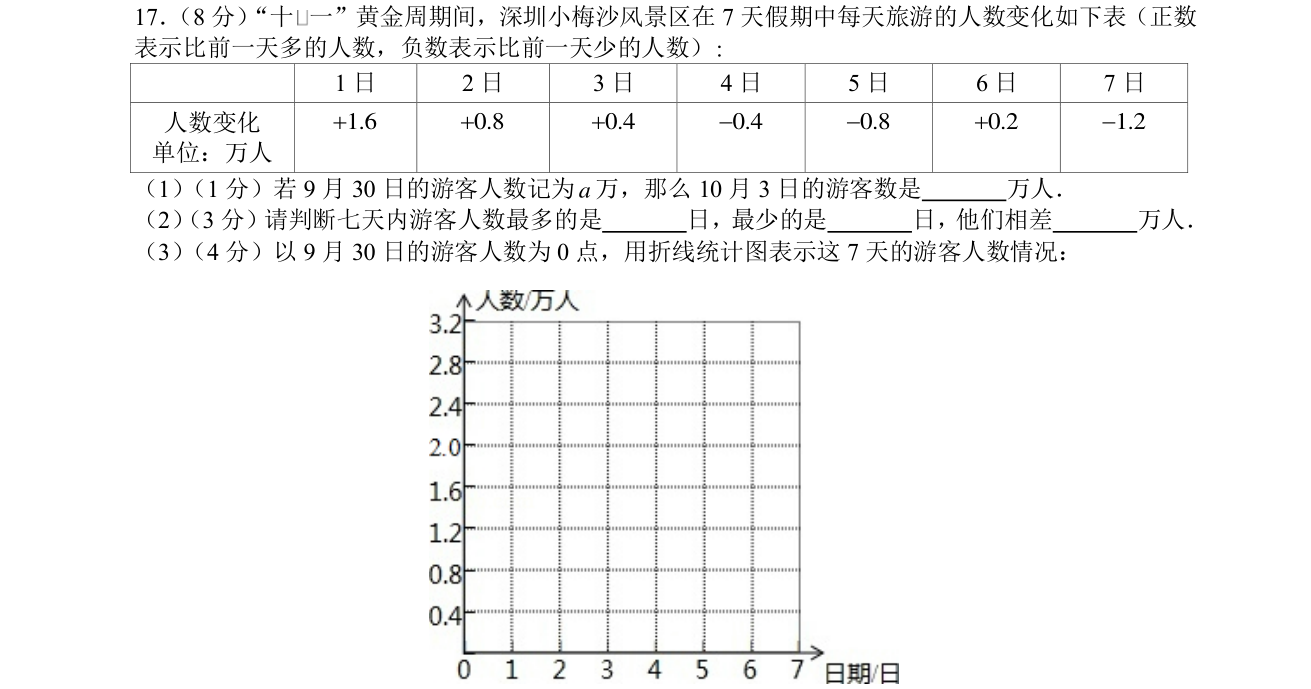 17.（8 分）“十一”黄金周期间，深圳小梅沙风景区在 7 天假期中每天旅游的人数变化如下表（正数
表示比前一天多的人数，负数表示比前一天少的人数）：
1 日 2 日 3 日 4 日 5 日 6 日 7 日
人数变化 +1.6 +0.8 +0.4 −0.4 −0.8 +0.2 −1.2
单位：万人
（1）（1 分）若 9 月 30 日的游客人数记为 a 万，那么 10 月 3 日的游客数是_______万人．
（2）（3 分）请判断七天内游客人数最多的是_______日，最少的是_______日，他们相差_______万人．
（3）（4 分）以 9 月 30 日的游客人数为 0 点，用折线统计图表示这 7 天的游客人数情况：
人数/万人
3.2
2.8
2.4
2.0
1.6
1.2
0.8
0.4
0 1 2 3 4 5 6 7 日期/日